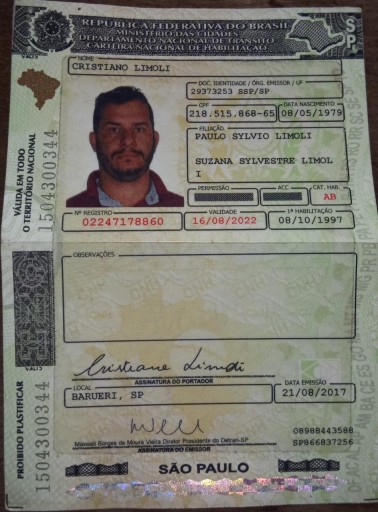 REPÚBLICA FEDERATIVA DO BRASIL
MINISTÉRIO DAS CIDADES
DEPARTAMENTO NACIONAL DE TRÂNSITO
CARTEIRA NACIONAL DE HABILITAÇÃO
NOME
CRISTIANO LIMOLI
DOC. IDENTIDADE / ÓRG. EMISSOR / UF
29373253 SSP/SP
CPF
218.515.868-65
DATA NASCIMENTO
08/05/1979
FILIAÇÃO
PAULO SYLVIO LIMOLI
SUZANA SYLVESTRE LIMOL
I
PERMISSÃO
ACC
CAT. HAB.
AB
Nº REGISTRO
02247178860
VALIDADE
16/08/2022
1ª HABILITAÇÃO
08/10/1997
VÁLIDA EM TODO
O TERRITÓRIO NACIONAL
1504300344
OBSERVAÇÕES
Cristiano Limoli
ASSINATURA DO PORTADOR
LOCAL
BARUERI, SP
DATA EMISSÃO
21/08/2017
Maxwell Borges de Moura Vieira Diretor Presidente do Detran-SP
ASSINATURA DO EMISSOR
08988443588
SP866837256
PROIBIDO PLASTIFICAR
1504300344
SÃO PAULO